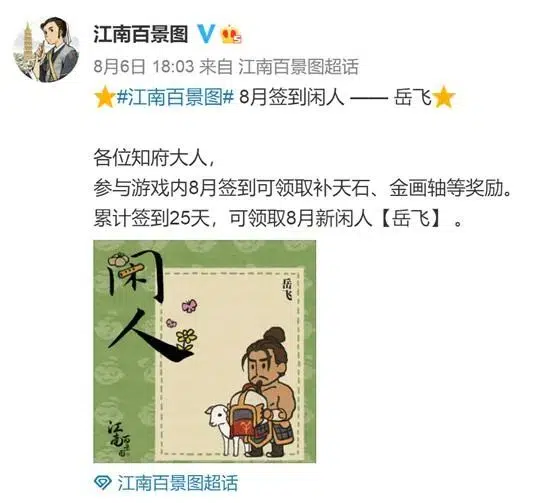 江南百景图
8月6日 18:03 来自 江南百景图超话
#江南百景图# 8月签到闲人 —— 岳飞
各位知府大人，
参与游戏内8月签到可领取补天石、金画轴等奖励。
累计签到25天，可领取8月新闲人【岳飞】 。
闲人
岳飞
江南百景图
江南百景图超话